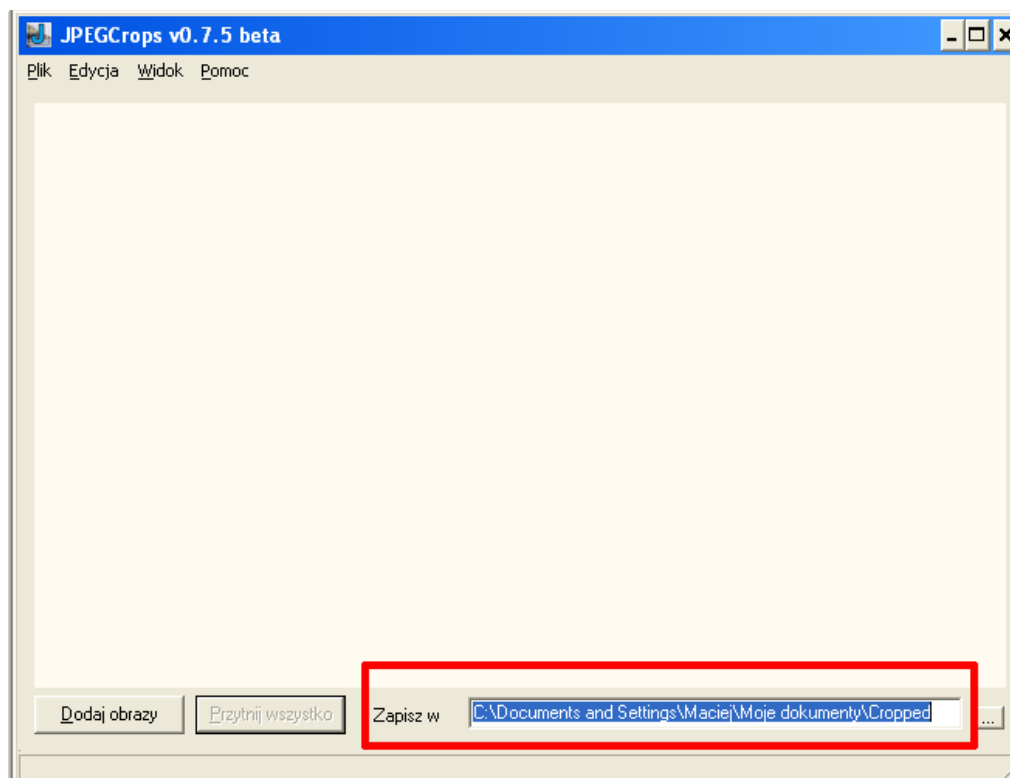 JPEGCrops v0.7.5 beta
Plik Edycja Widok Pomoc
Dodaj obrazy Przytnij wszystko Zapisz w C:\Documents and Settings\Maciej\Moje dokumenty\Cropped ...